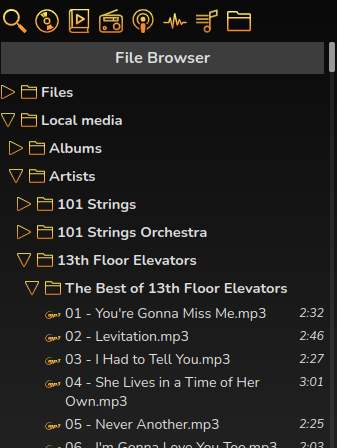 File Browser
Files
Local media
Albums
Artists
101 Strings
101 Strings Orchestra
13th Floor Elevators
The Best of 13th Floor Elevators
01 - You're Gonna Miss Me.mp3 2:32
02 - Levitation.mp3 2:46
03 - I Had to Tell You.mp3 2:27
04 - She Lives in a Time of Her 3:01
Own.mp3
05 - Never Another.mp3 2:25
06 - I'm Gonna Love You Too.mp3 2:03